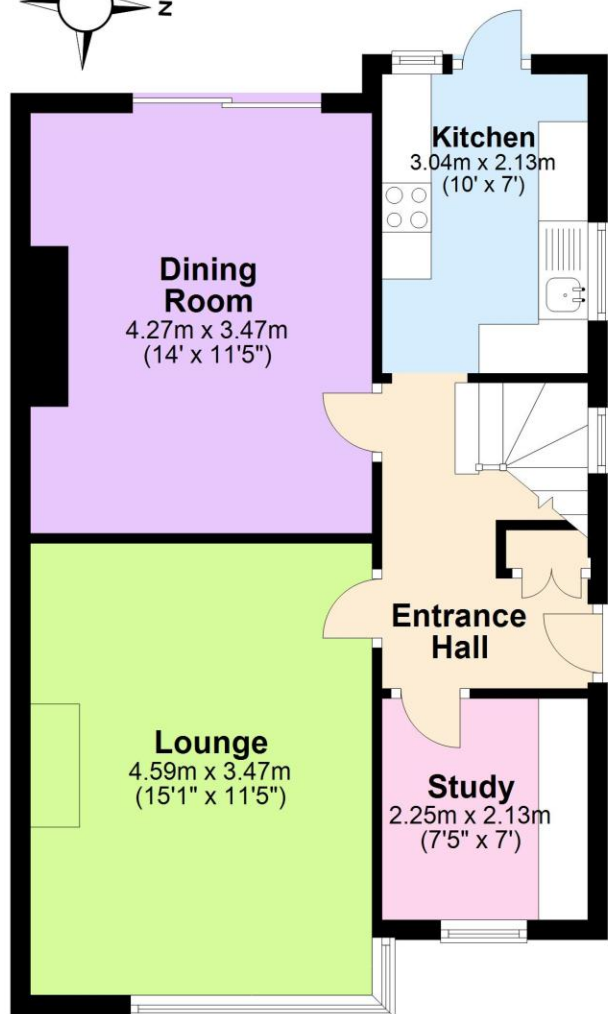 N
Kitchen
3.04m x 2.13m
(10' x 7')
Dining
Room
4.27m x 3.47m
(14' x 11'5")
Entrance
Hall
Lounge
4.59m x 3.47m
(15'1" x 11'5")
Study
2.25m x 2.13m
(7'5" x 7')